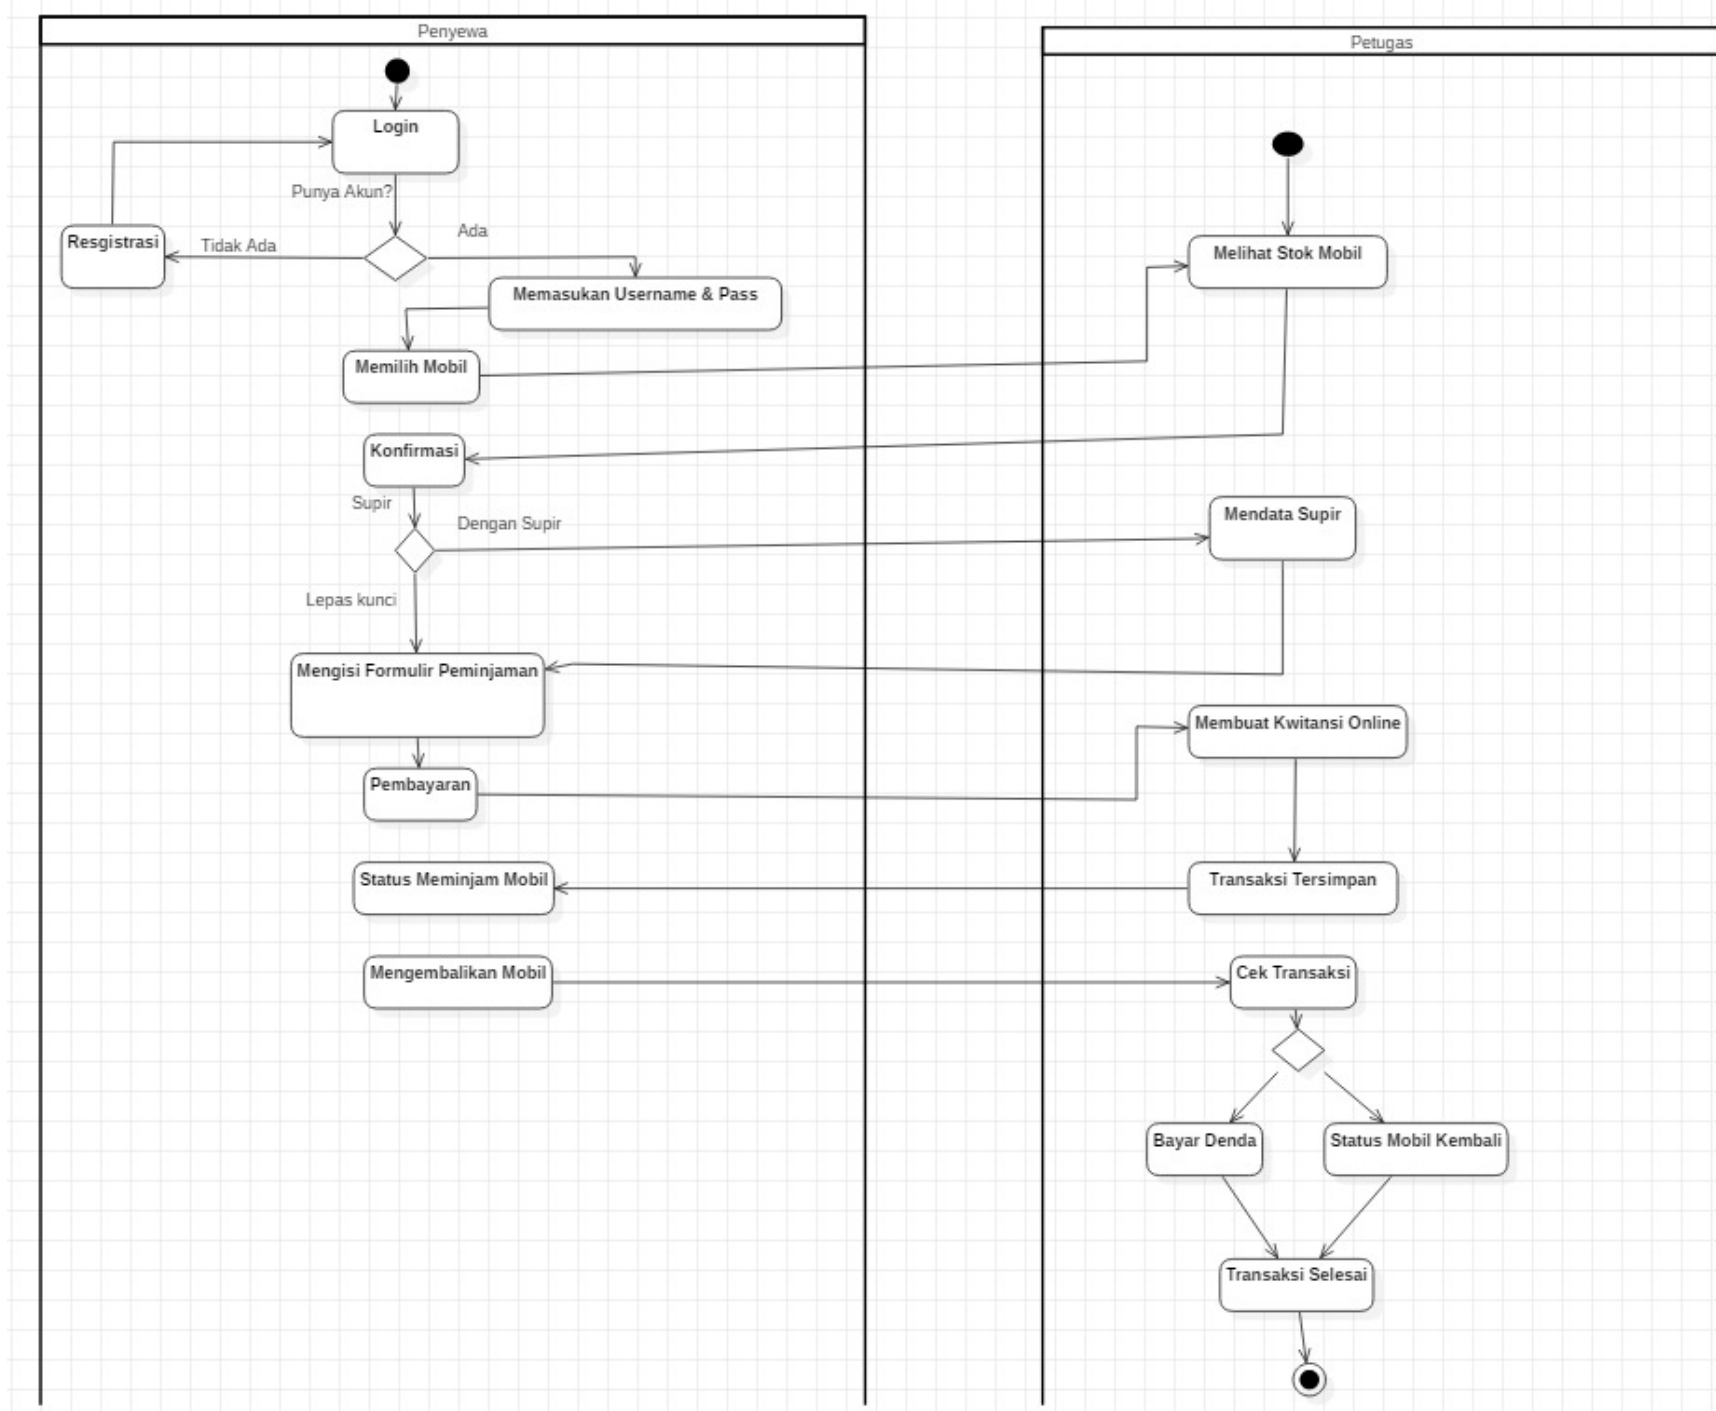 Penyewa
Petugas
Login
Punya Akun?
Ada
Resgistrasi
Tidak Ada
Melihat Stok Mobil
Memasukan Username & Pass
Memilih Mobil
Konfirmasi
Supir
Dengan Supir
Mendata Supir
Lepas kunci
Mengisi Formulir Peminjaman
Membuat Kwitansi Online
Pembayaran
Status Meminjam Mobil
Transaksi Tersimpan
Mengembalikan Mobil
Cek Transaksi
Bayar Denda
Status Mobil Kembali
Transaksi Selesai